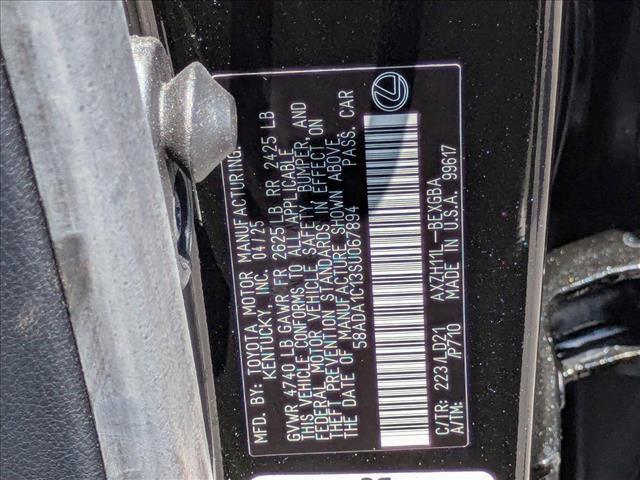 MFD. BY: TOYOTA MOTOR MANUFACTURING
KENTUCKY, INC. 04/25
GVWR 4740 LB GAWR FR 2625 LB RR 2425 LB
THIS VEHICLE CONFORMS TO ALL APPLICABLE
FEDERAL MOTOR VEHICLE SAFETY, BUMPER, AND
THEFT PREVENTION STANDARDS IN EFFECT ON
THE DATE OF MANUFACTURE SHOWN ABOVE.
58ADA1C13SU067894 PASS. CAR
C/TR: 223/LD21 AXZH11L-BEXGBA
A/TM: /P710 MADE IN U.S.A. 99617